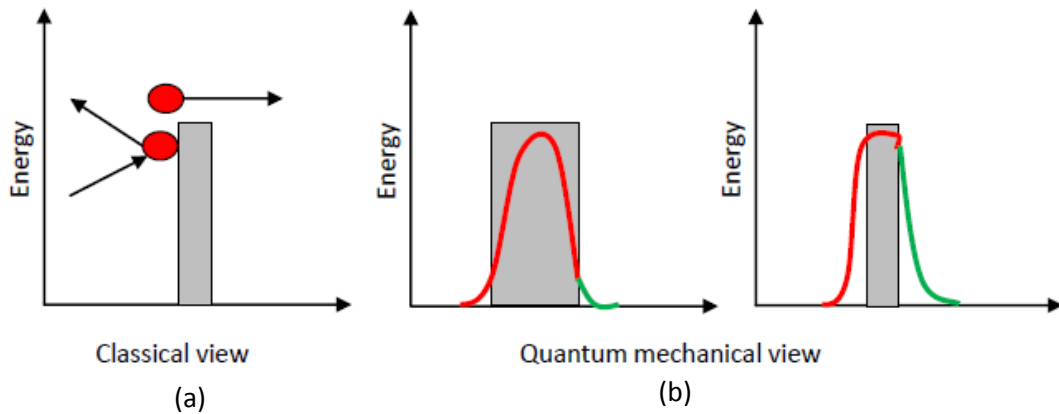 Energy
Energy
Energy
Classical view
Quantum mechanical view
(a)
(b)